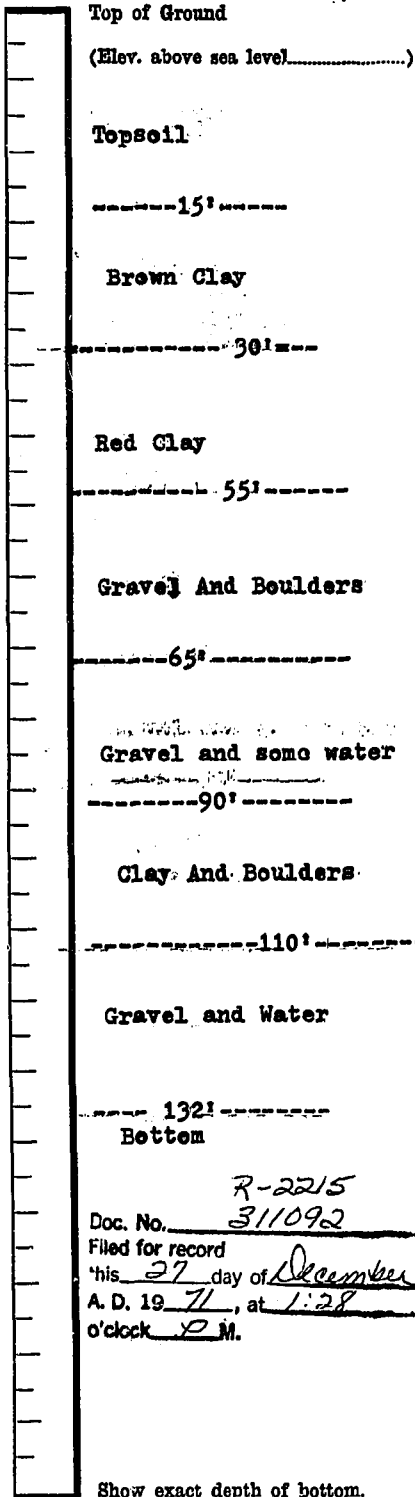 Top of Ground
(Elev. above sea level....................)
Topsoil
-------15'------
Brown Clay
------------30'----
Red Clay
----------- 55'-------
Gravel And Boulders
-------65'-----------
Gravel and some water
--------90'--------
Clay And Boulders
-------------110'--------
Gravel and Water
---- 132'--------
Bottom
R-2215
Doc. No. 311092
Filed for record
this 27 day of December
A. D. 19 71, at 1:28
o'clock P M.
Show exact depth of bottom.